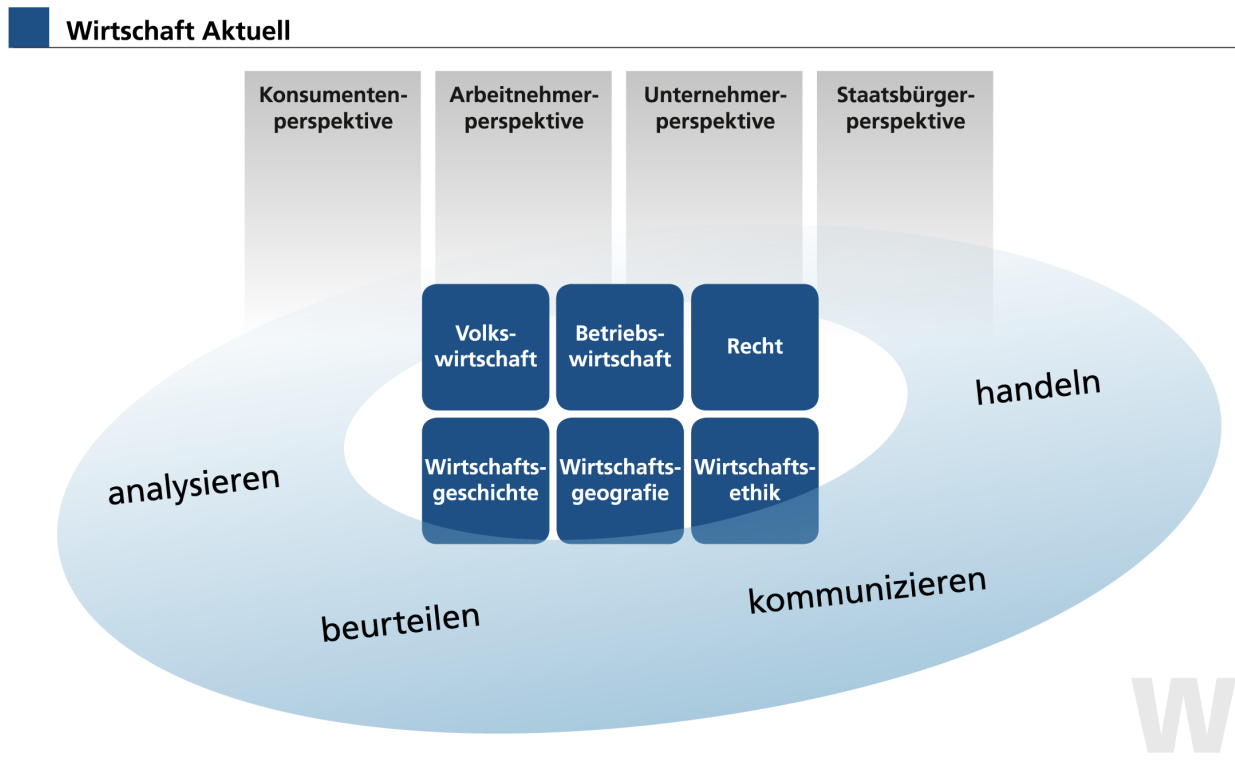 Wirtschaft Aktuell
Konsumenten-
perspektive
Arbeitnehmer-
perspektive
Unternehmer-
perspektive
Staatsbürger-
perspektive
Volks-
wirtschaft
Betriebs-
wirtschaft
Recht
Wirtschafts-
geschichte
Wirtschafts-
geografie
Wirtschafts-
ethik
handeln
analysieren
beurteilen
kommunizieren
W